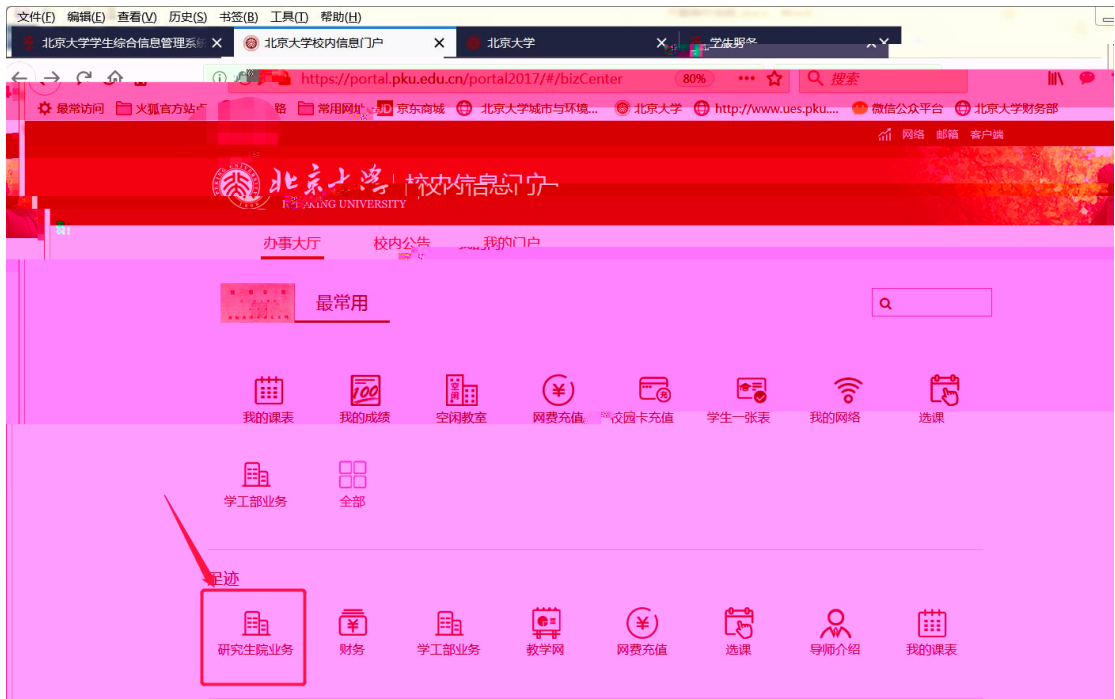 文件(F) 编辑(E) 查看(V) 历史(S) 书签(B) 工具(T) 帮助(H)
北京大学学生综合信息管理系统 北京大学校内信息门户 北京大学
https://portal.pku.edu.cn/portal2017/#/bizCenter 80% 搜索
最常访问 火狐官方站点 常用网址 JD 京东商城 北京大学城市与环境... 北京大学 http://www.ues.pku.... 微信公众平台 北京大学财务部
网络 邮箱 客户端
北京大学 校内信息门户
PEKING UNIVERSITY
办事大厅 校内公告 我的门户
最常用
我的课表 我的成绩 空闲教室 网费充值 校园卡充值 学生一张表 我的网络 选课
学工部业务 全部
足迹
研究生院业务 财务 学工部业务 教学网 网费充值 选课 导师介绍 我的课表